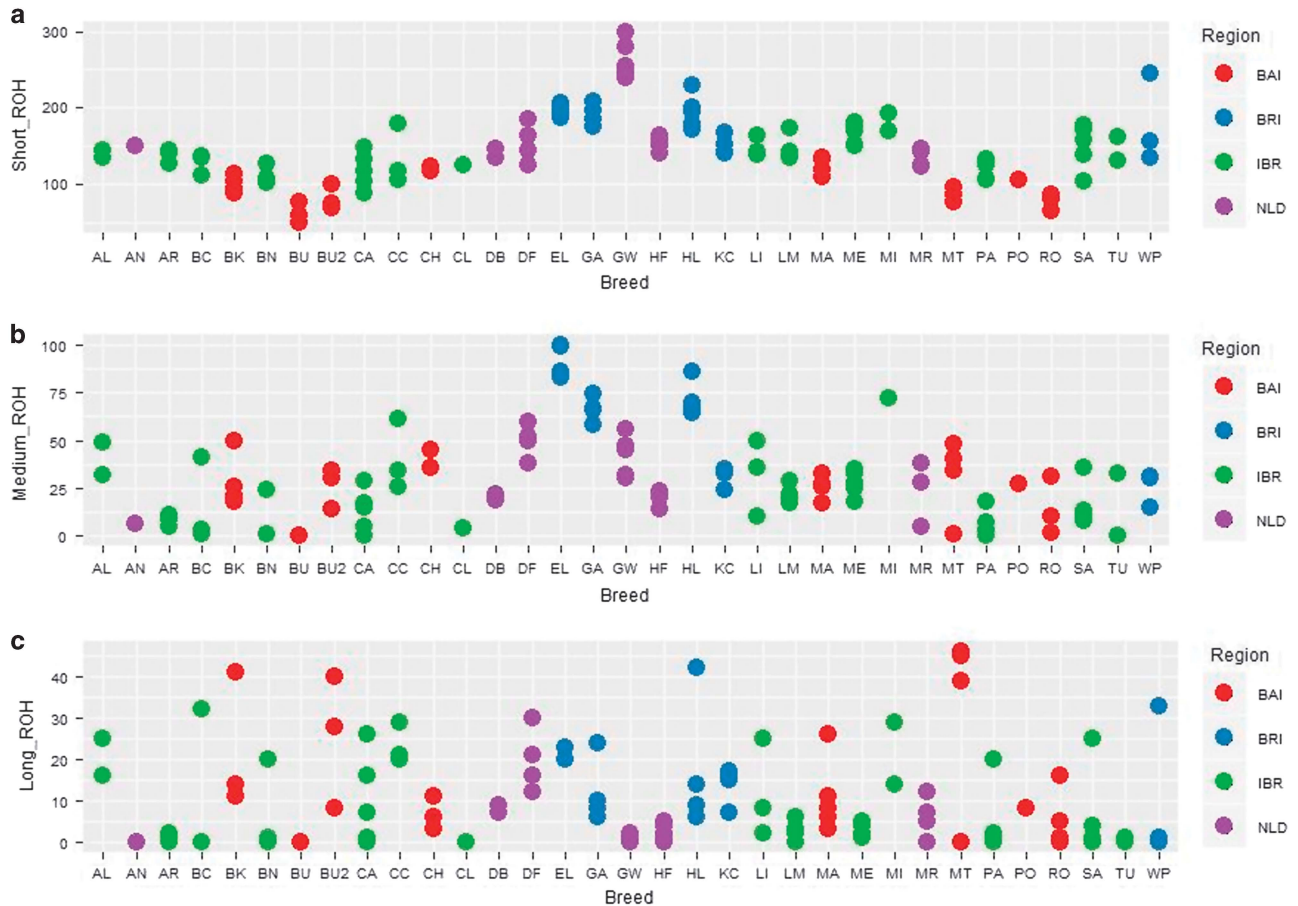 a
Short_ROH
300
200
100
AL AN AR BC BK BN BU BU2 CA CC CH CL DB DF EL GA GW HF HL KC LI LM MA ME MI MR MT PA PO RO SA TU WP
Breed
Region
BAI
BRI
IBR
NLD
b
Medium_ROH
100
75
50
25
0
AL AN AR BC BK BN BU BU2 CA CC CH CL DB DF EL GA GW HF HL KC LI LM MA ME MI MR MT PA PO RO SA TU WP
Breed
Region
BAI
BRI
IBR
NLD
c
Long_ROH
40
30
20
10
0
AL AN AR BC BK BN BU BU2 CA CC CH CL DB DF EL GA GW HF HL KC LI LM MA ME MI MR MT PA PO RO SA TU WP
Breed
Region
BAI
BRI
IBR
NLD